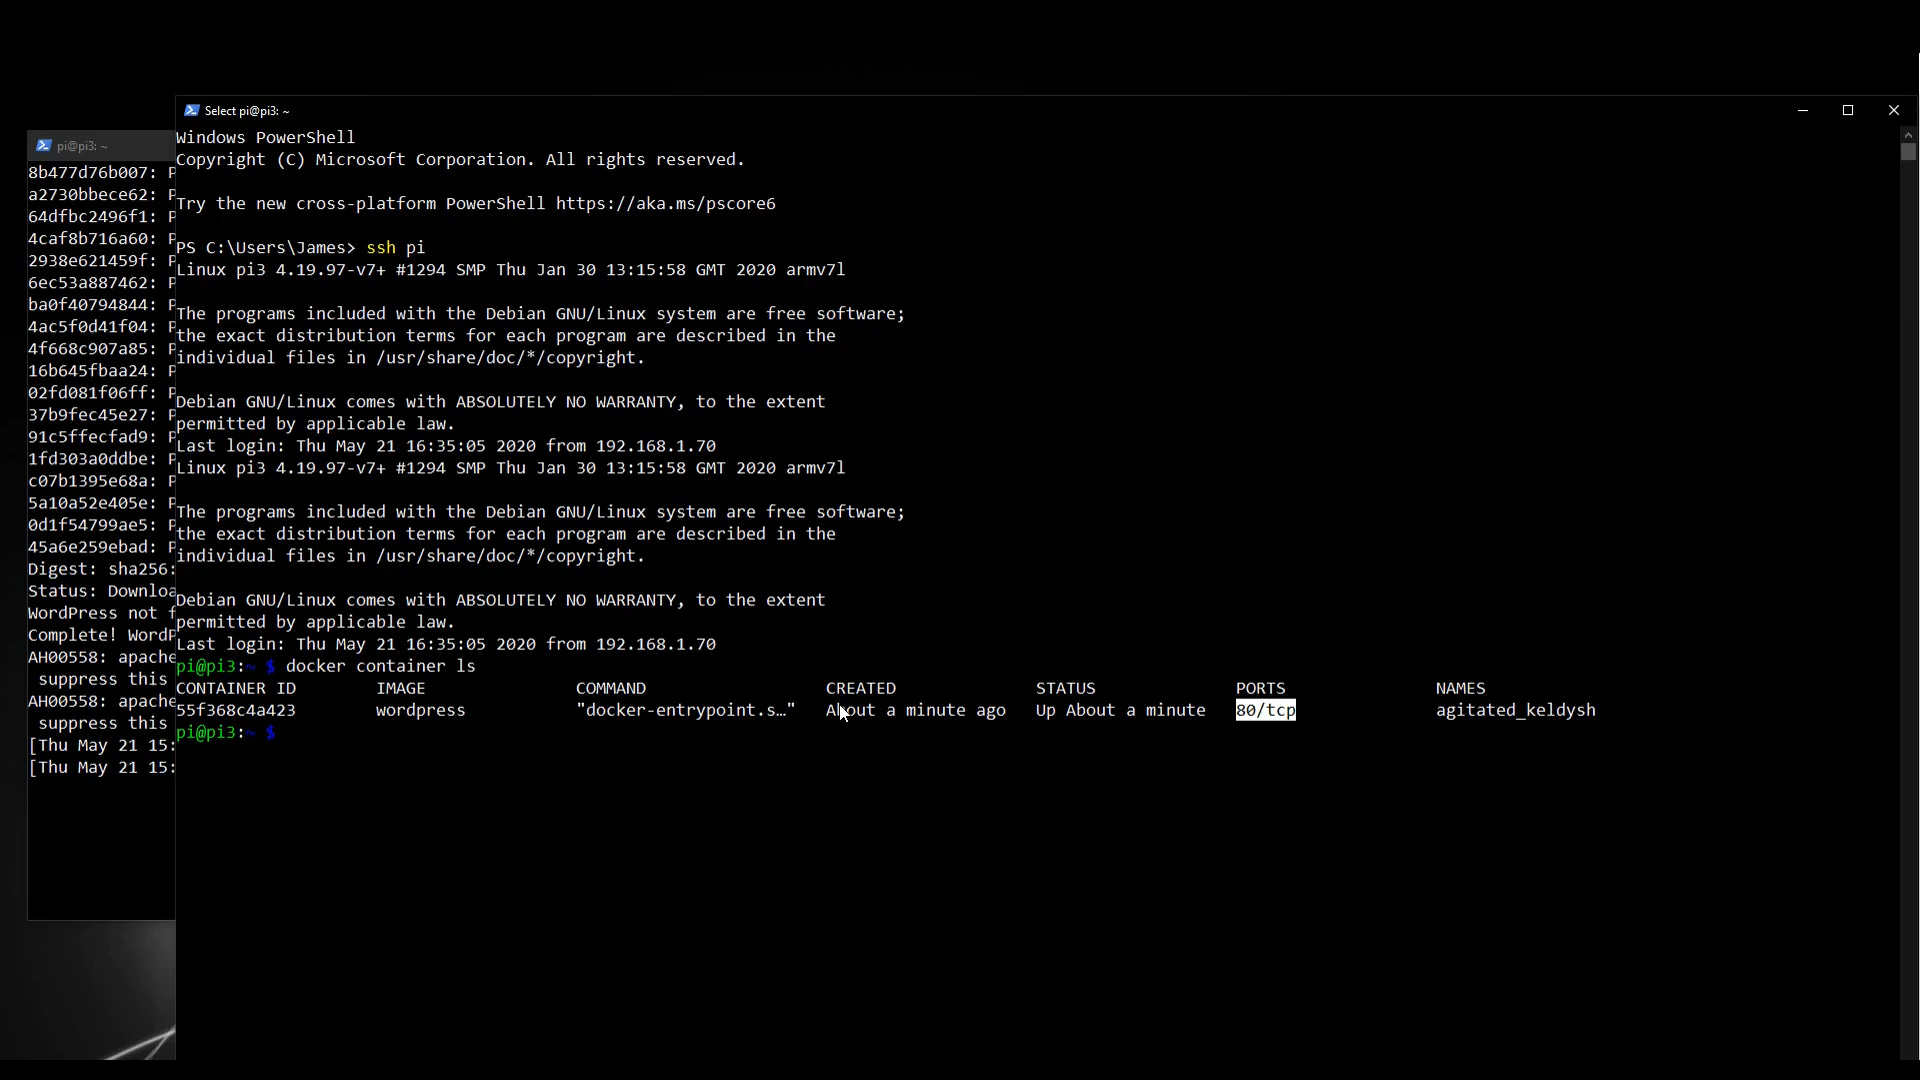 Select pi@pi3: ~
Windows PowerShell
Copyright (C) Microsoft Corporation. All rights reserved.
Try the new cross-platform PowerShell https://aka.ms/pscore6
PS C:\Users\James> ssh pi
Linux pi3 4.19.97-v7+ #1294 SMP Thu Jan 30 13:15:58 GMT 2020 armv7l
The programs included with the Debian GNU/Linux system are free software;
the exact distribution terms for each program are described in the
individual files in /usr/share/doc/*/copyright.
Debian GNU/Linux comes with ABSOLUTELY NO WARRANTY, to the extent
permitted by applicable law.
Last login: Thu May 21 16:35:05 2020 from 192.168.1.70
Linux pi3 4.19.97-v7+ #1294 SMP Thu Jan 30 13:15:58 GMT 2020 armv7l
The programs included with the Debian GNU/Linux system are free software;
the exact distribution terms for each program are described in the
individual files in /usr/share/doc/*/copyright.
Debian GNU/Linux comes with ABSOLUTELY NO WARRANTY, to the extent
permitted by applicable law.
Last login: Thu May 21 16:35:05 2020 from 192.168.1.70
pi@pi3:~ $ docker container ls
CONTAINER ID IMAGE COMMAND CREATED STATUS PORTS NAMES
55f368c4a423 wordpress "docker-entrypoint.s…" About a minute ago Up About a minute 80/tcp agitated_keldysh
pi@pi3:~ $
pi@pi3: ~
8b477d76b007: P
a2730bbece62: P
64dfbc2496f1: P
4caf8b716a60: P
2938e621459f: P
6ec53a887462: P
ba0f40794844: P
4ac5f0d41f04: P
4f668c907a85: P
16b645fbaa24: P
02fd081f06ff: P
37b9fec45e27: P
91c5ffecfad9: P
1fd303a0ddbe: P
c07b1395e68a: P
5a10a52e405e: P
0d1f54799ae5: P
45a6e259ebad: P
Digest: sha256:
Status: Downloa
WordPress not f
Complete! WordP
AH00558: apache
suppress this
AH00558: apache
suppress this
[Thu May 21 15:
[Thu May 21 15: